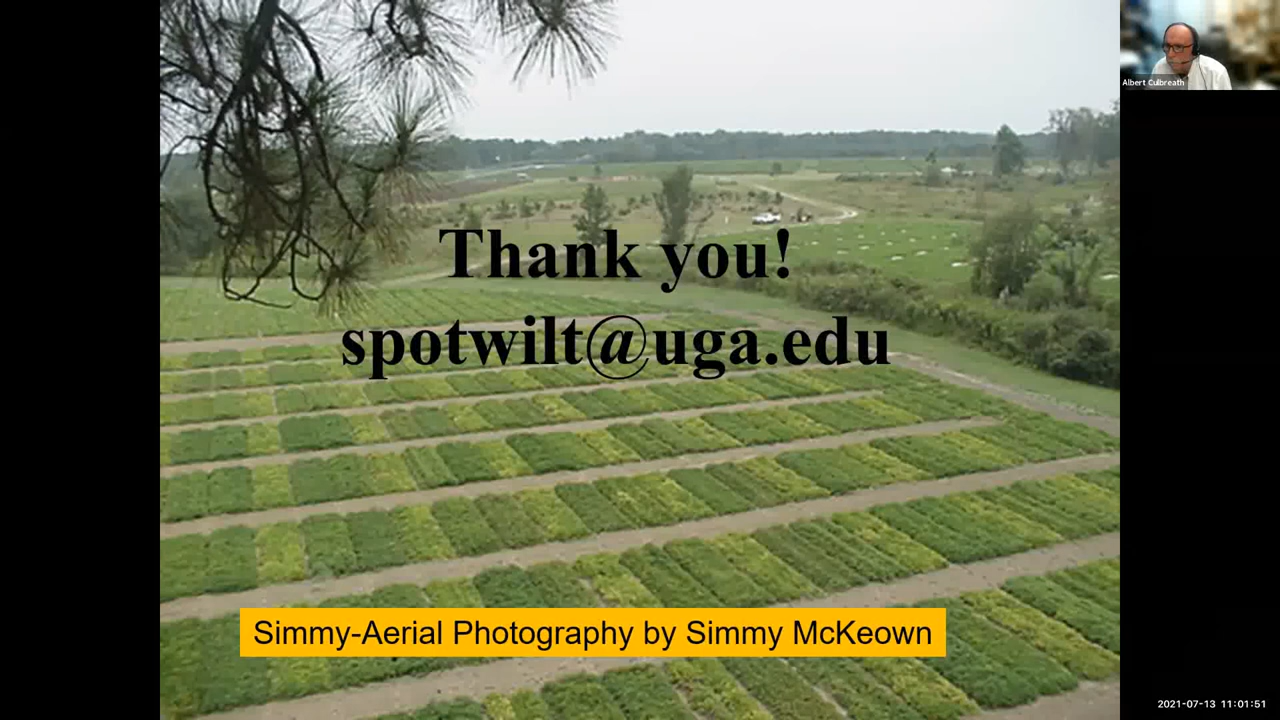 Albert Culbreath
Thank you!
spotwilt@uga.edu
Simmy-Aerial Photography by Simmy McKeown
2021-07-13 11:01:51